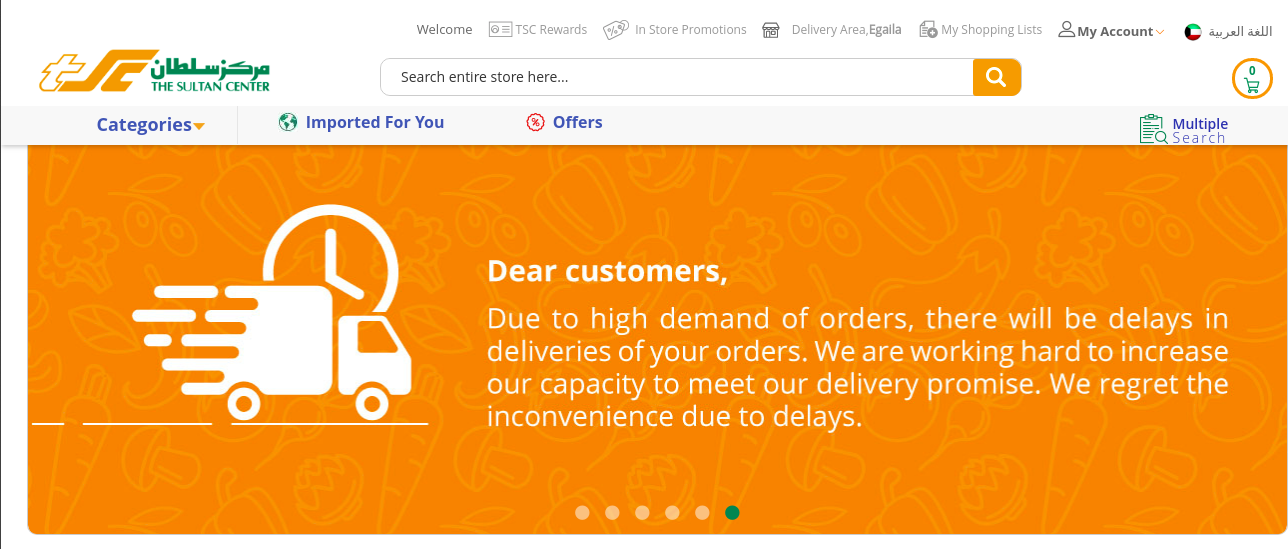 Welcome TSC Rewards In Store Promotions Delivery Area,Egaila My Shopping Lists My Account اللغة العربية
مركز سلطان
THE SULTAN CENTER
Search entire store here...
0
Categories Imported For You Offers Multiple
Search
Dear customers,
Due to high demand of orders, there will be delays in
deliveries of your orders. We are working hard to increase
our capacity to meet our delivery promise. We regret the
inconvenience due to delays.